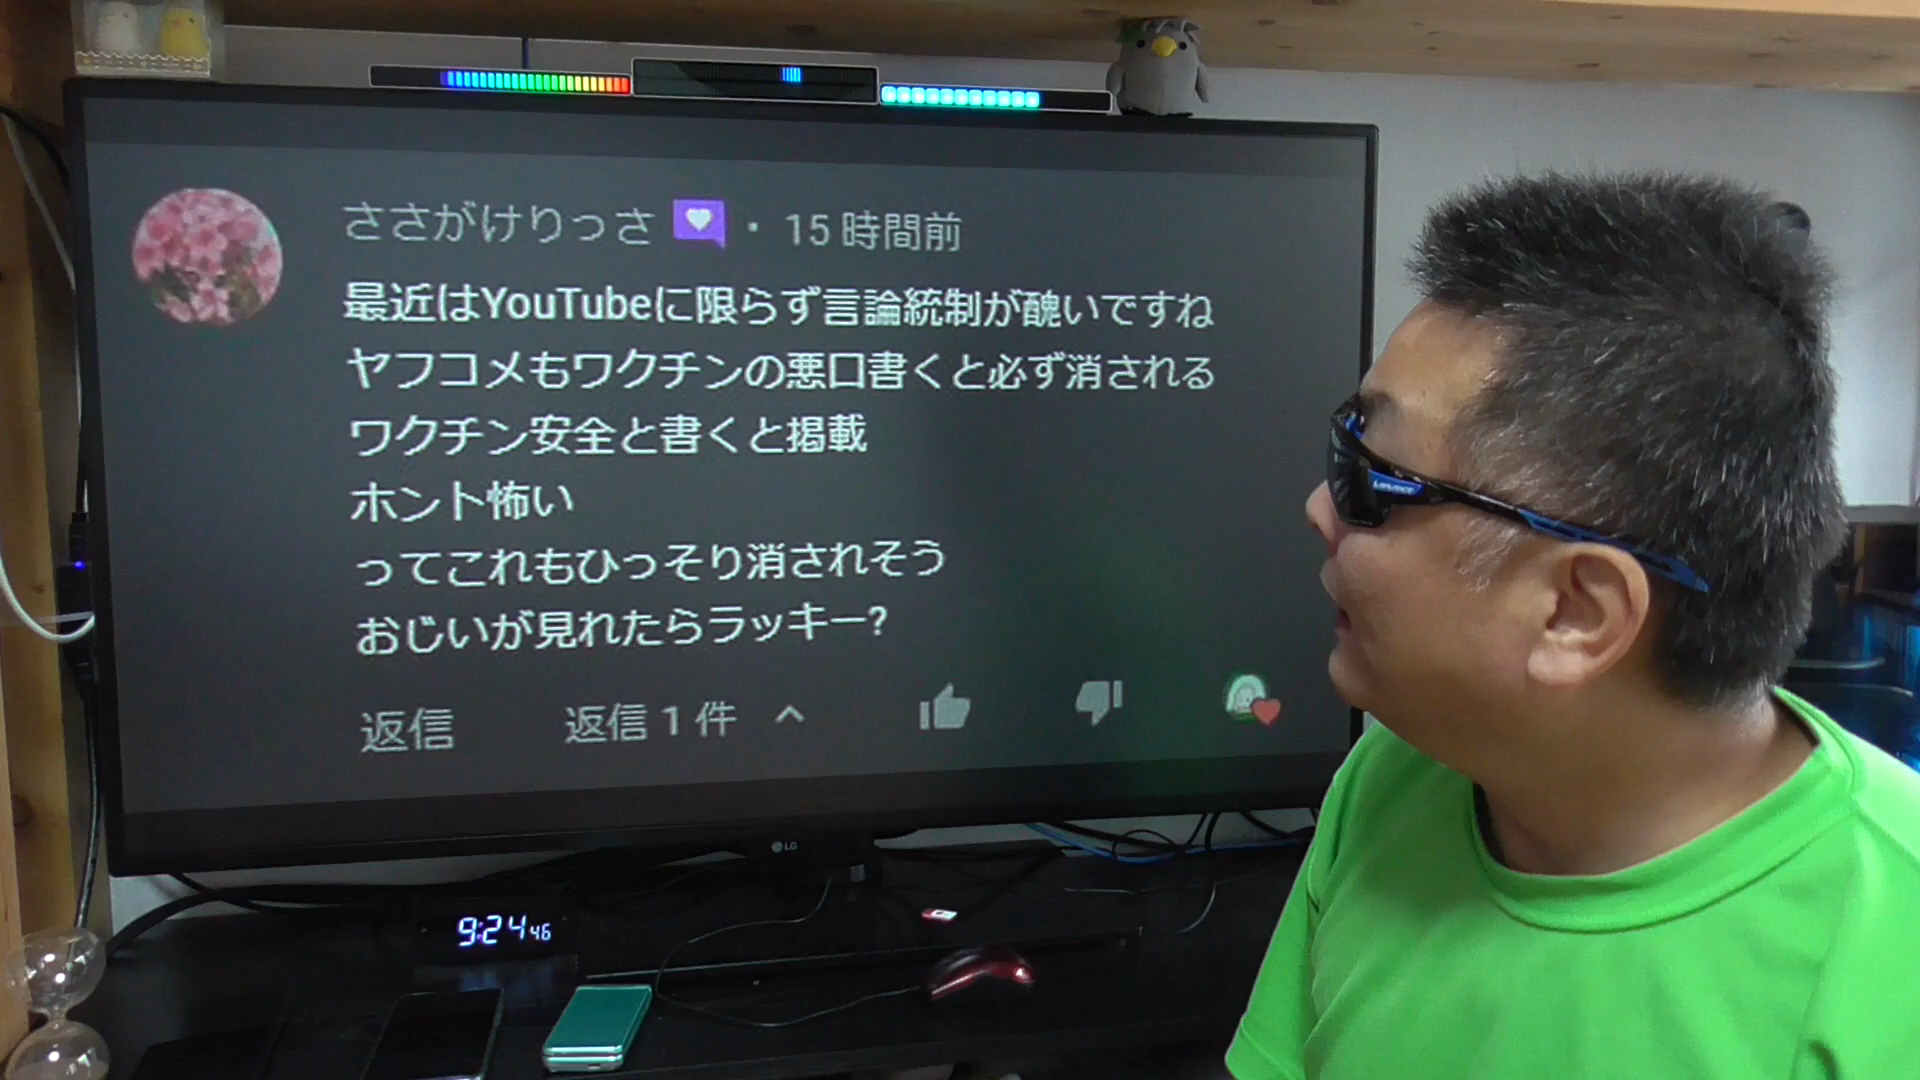 ささがけりっさ ・ 15 時間前
最近はYouTubeに限らず言論統制が醜いですね
ヤフコメもワクチンの悪口書くと必ず消される
ワクチン安全と書くと掲載
ホント怖い
ってこれもひっそり消されそう
おじいが見れたらラッキー?
返信 返信 1 件
LG
9:24 46